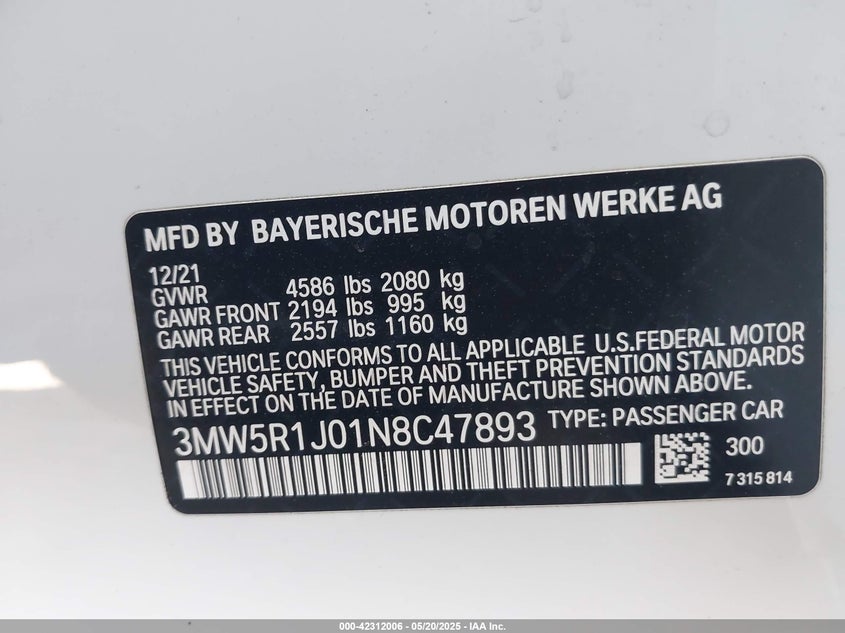 MFD BY BAYERISCHE MOTOREN WERKE AG
12/21
GVWR 4586 lbs 2080 kg
GAWR FRONT 2194 lbs 995 kg
GAWR REAR 2557 lbs 1160 kg
THIS VEHICLE CONFORMS TO ALL APPLICABLE U.S.FEDERAL MOTOR
VEHICLE SAFETY, BUMPER AND THEFT PREVENTION STANDARDS
IN EFFECT ON THE DATE OF MANUFACTURE SHOWN ABOVE.
3MW5R1J01N8C47893 TYPE: PASSENGER CAR
300
7 315 814
000-42312006 - 05/20/2025 - IAA Inc.